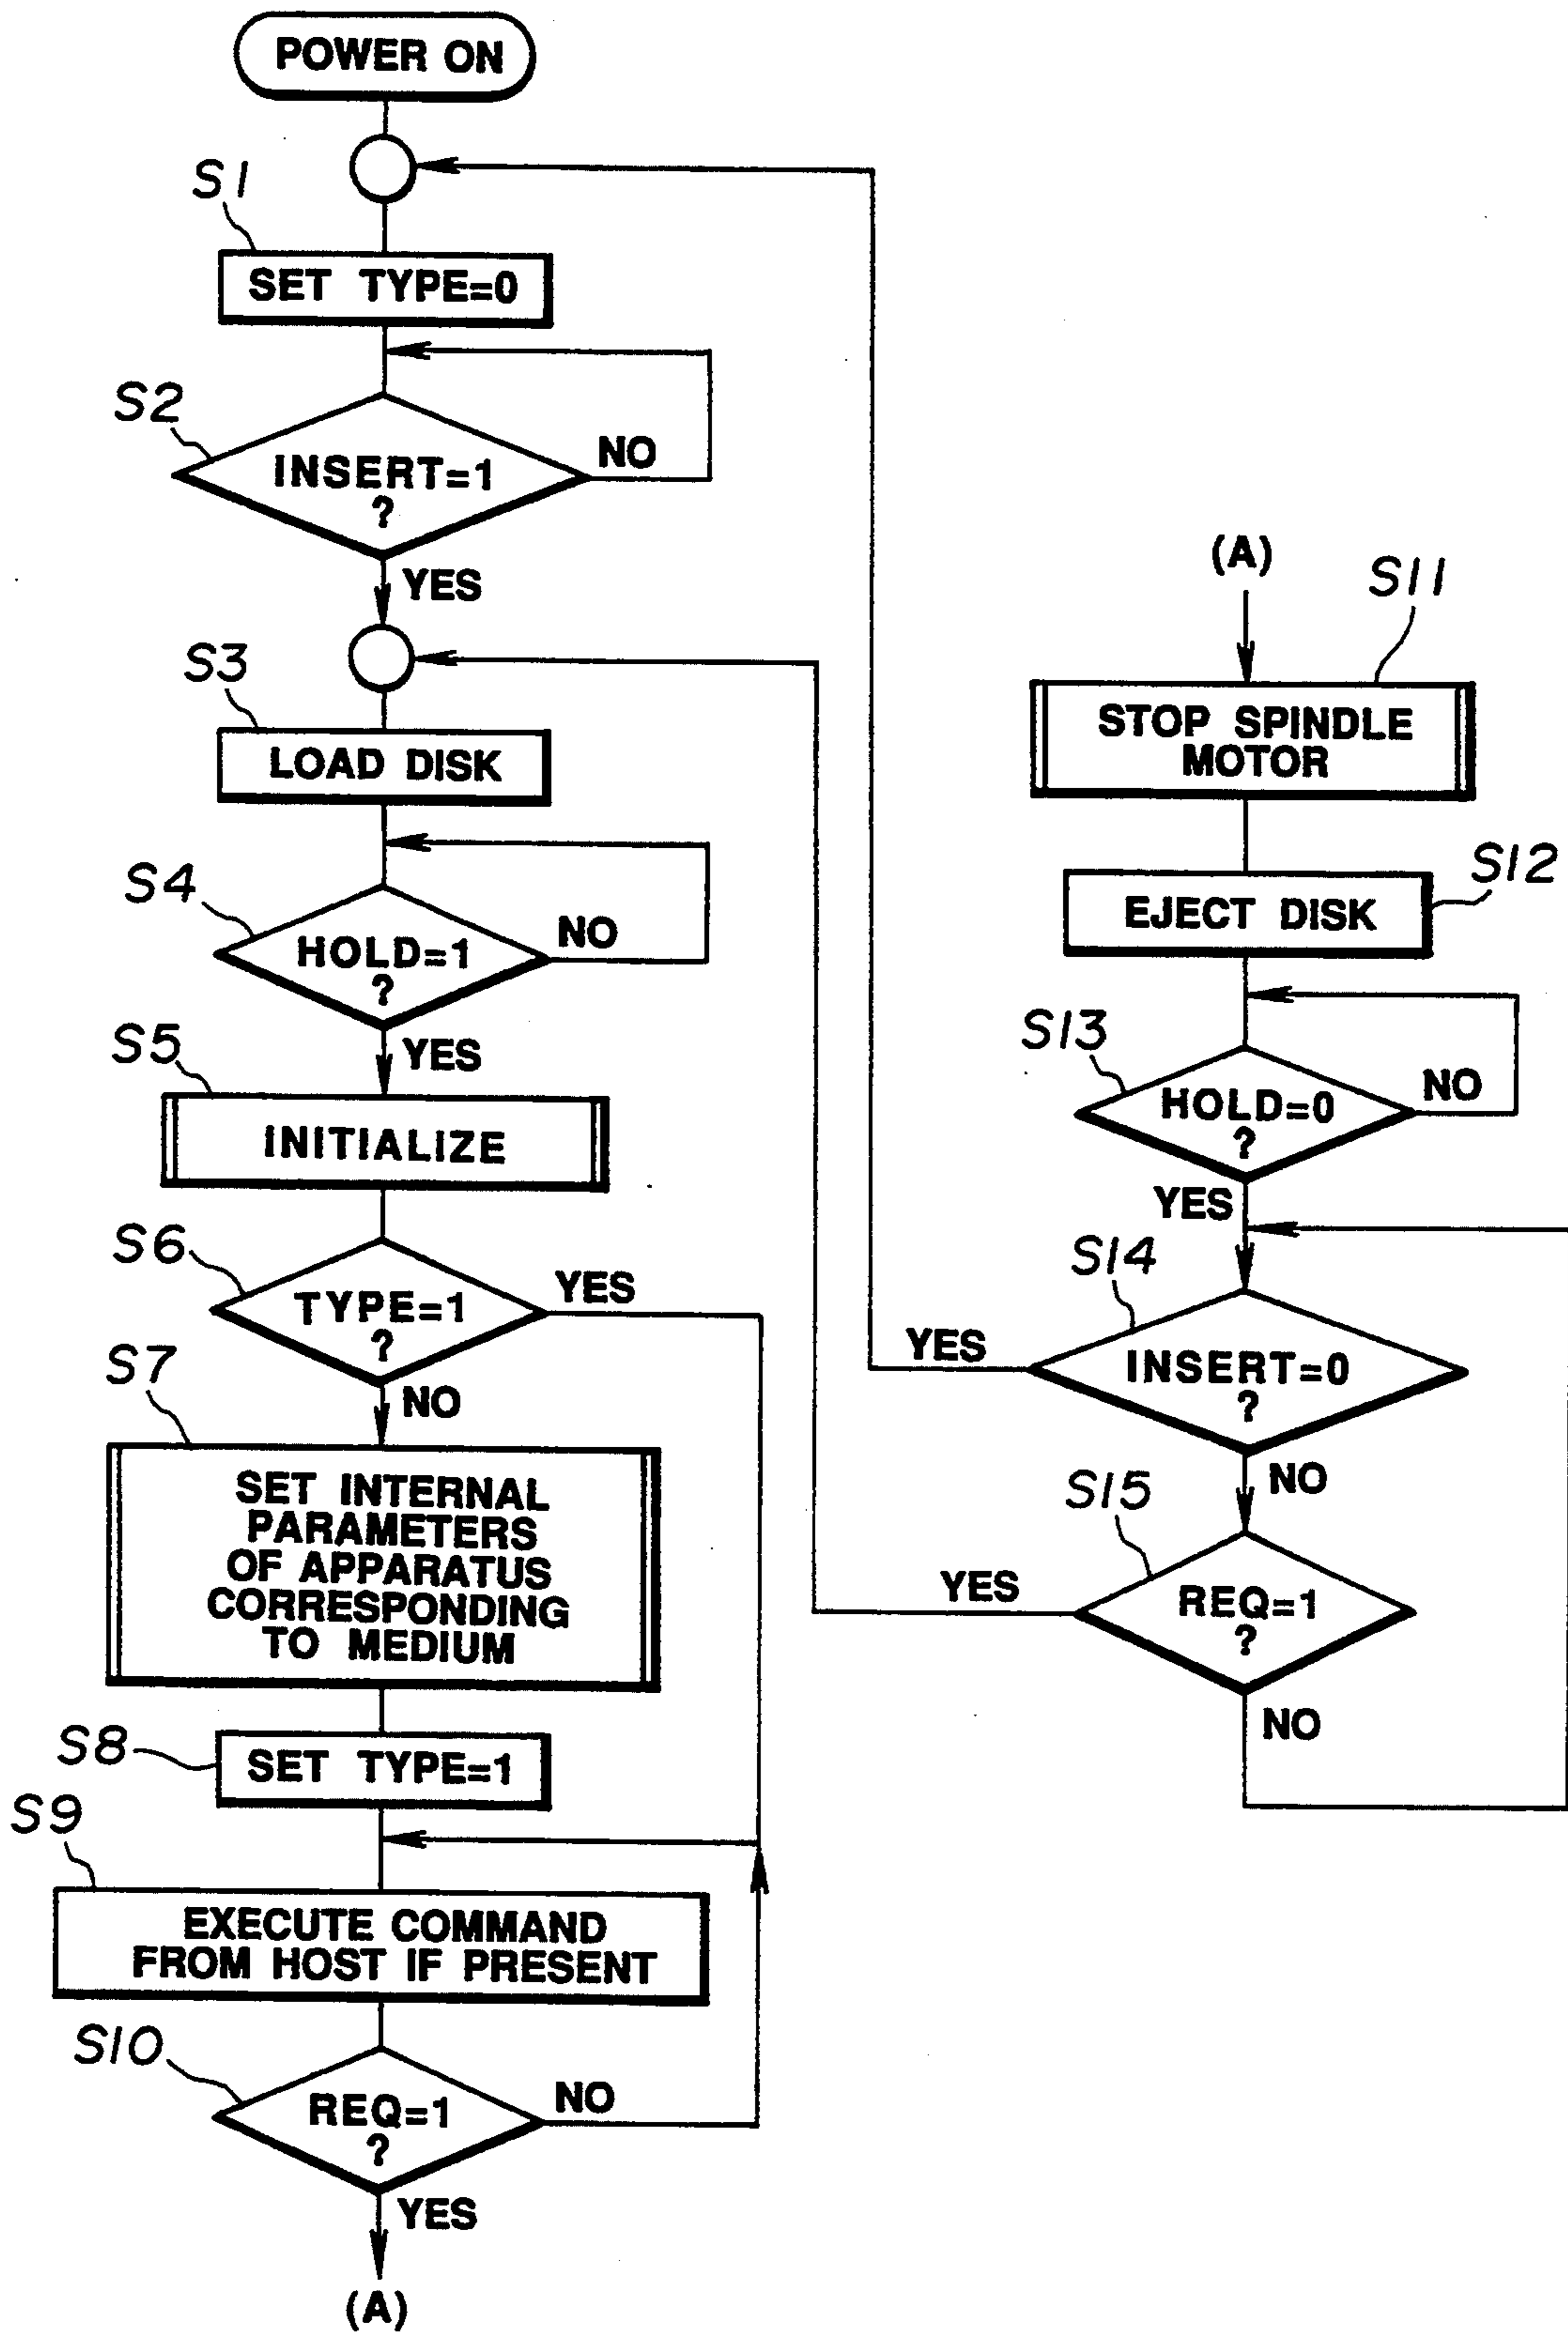 POWER ON
S1
SET TYPE=0
S2
INSERT=1
?
NO
YES
S3
LOAD DISK
S4
HOLD=1
?
NO
YES
S5
INITIALIZE
S6
TYPE=1
?
YES
NO
S7
SET INTERNAL
PARAMETERS
OF APPARATUS
CORRESPONDING
TO MEDIUM
S8
SET TYPE=1
S9
EXECUTE COMMAND
FROM HOST IF PRESENT
S10
REQ=1
?
NO
YES
(A)
(A)
S11
STOP SPINDLE
MOTOR
S12
EJECT DISK
S13
HOLD=0
?
NO
YES
S14
INSERT=0
?
YES
NO
S15
REQ=1
?
YES
NO